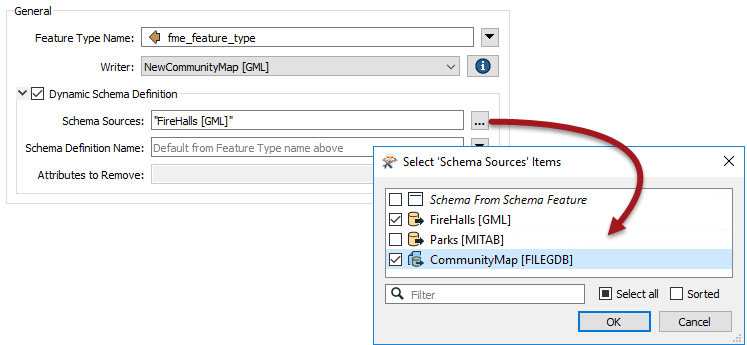 General
Feature Type Name: fme_feature_type
Writer: NewCommunityMap [GML]
Dynamic Schema Definition
Schema Sources: "FireHalls [GML]" ...
Schema Definition Name: Default from Feature Type name above
Attributes to Remove:
Select 'Schema Sources' Items
Schema From Schema Feature
FireHalls [GML]
Parks [MITAB]
CommunityMap [FILEGDB]
Filter Select all Sorted
OK Cancel